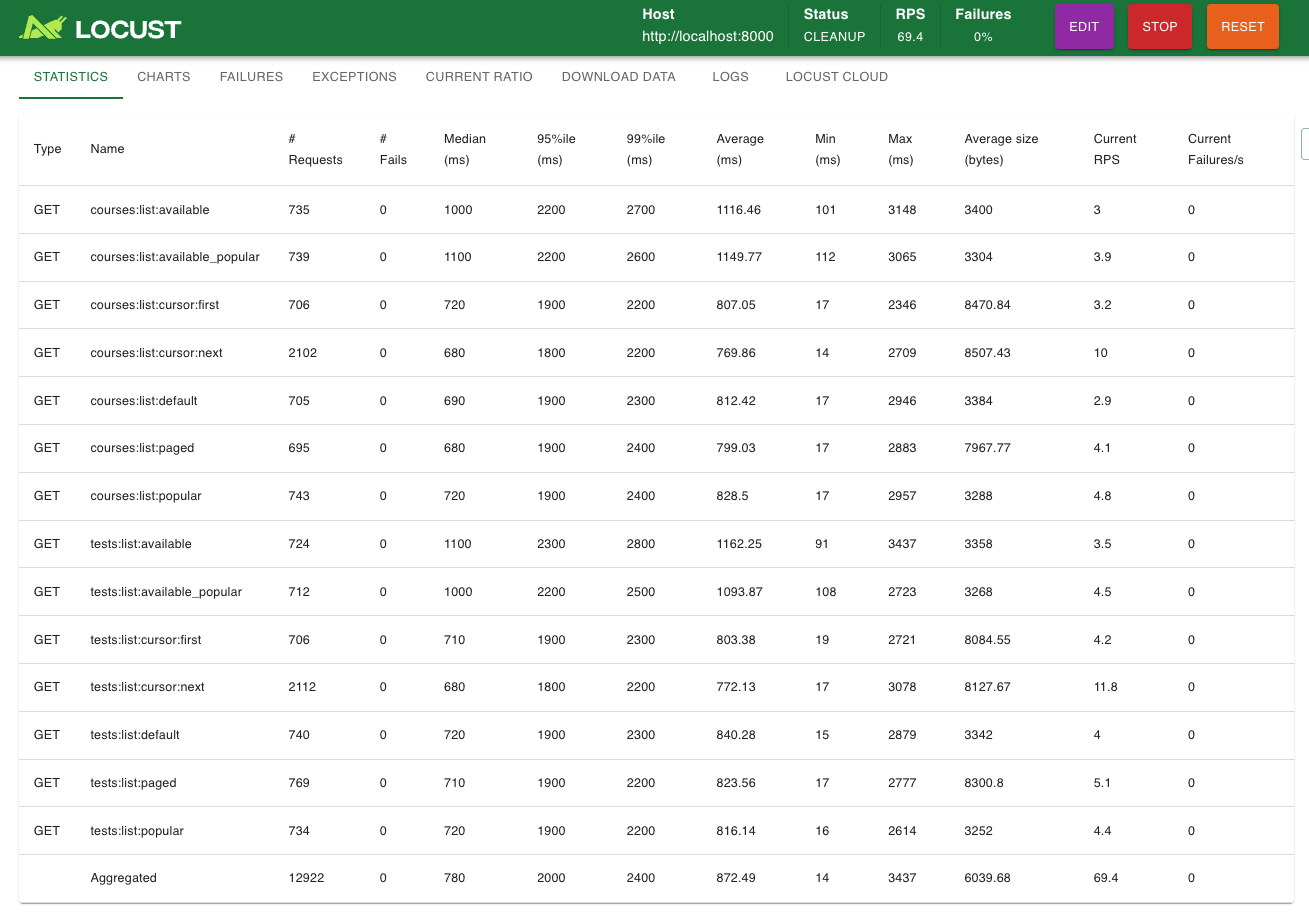 LOCUST
Host Status RPS Failures
http://localhost:8000 CLEANUP 69.4 0%
EDIT STOP RESET
STATISTICS CHARTS FAILURES EXCEPTIONS CURRENT RATIO DOWNLOAD DATA LOGS LOCUST CLOUD
Type Name # Requests # Fails Median (ms) 95%ile (ms) 99%ile (ms) Average (ms) Min (ms) Max (ms) Average size (bytes) Current RPS Current Failures/s
GET courses:list:available 735 0 1000 2200 2700 1116.46 101 3148 3400 3 0
GET courses:list:available_popular 739 0 1100 2200 2600 1149.77 112 3065 3304 3.9 0
GET courses:list:cursor:first 706 0 720 1900 2200 807.05 17 2346 8470.84 3.2 0
GET courses:list:cursor:next 2102 0 680 1800 2200 769.86 14 2709 8507.43 10 0
GET courses:list:default 705 0 690 1900 2300 812.42 17 2946 3384 2.9 0
GET courses:list:paged 695 0 680 1900 2400 799.03 17 2883 7967.77 4.1 0
GET courses:list:popular 743 0 720 1900 2400 828.5 17 2957 3288 4.8 0
GET tests:list:available 724 0 1100 2300 2800 1162.25 91 3437 3358 3.5 0
GET tests:list:available_popular 712 0 1000 2200 2500 1093.87 108 2723 3268 4.5 0
GET tests:list:cursor:first 706 0 710 1900 2300 803.38 19 2721 8084.55 4.2 0
GET tests:list:cursor:next 2112 0 680 1800 2200 772.13 17 3078 8127.67 11.8 0
GET tests:list:default 740 0 720 1900 2300 840.28 15 2879 3342 4 0
GET tests:list:paged 769 0 710 1900 2200 823.56 17 2777 8300.8 5.1 0
GET tests:list:popular 734 0 720 1900 2200 816.14 16 2614 3252 4.4 0
Aggregated 12922 0 780 2000 2400 872.49 14 3437 6039.68 69.4 0